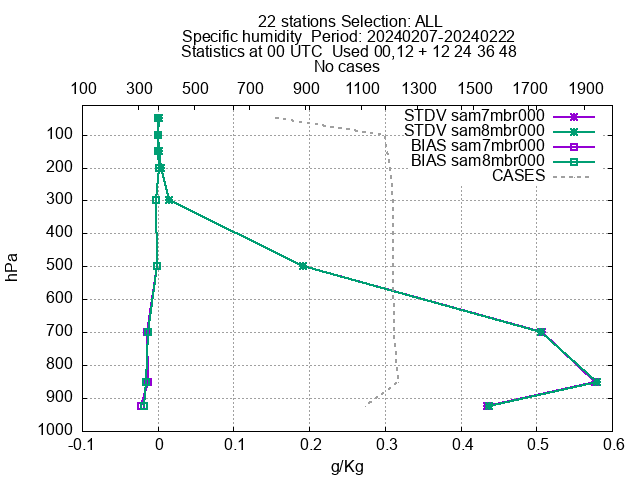 22 stations Selection: ALL
Specific humidity  Period: 20240207-20240222
Statistics at 00 UTC  Used 00,12 + 12 24 36 48
No cases
100 300 500 700 900 1100 1300 1500 1700 1900
STDV sam7mbr000
STDV sam8mbr000
BIAS sam7mbr000
BIAS sam8mbr000
CASES
100
200
300
400
500
600
700
800
900
1000
hPa
-0.1 0 0.1 0.2 0.3 0.4 0.5 0.6
g/Kg